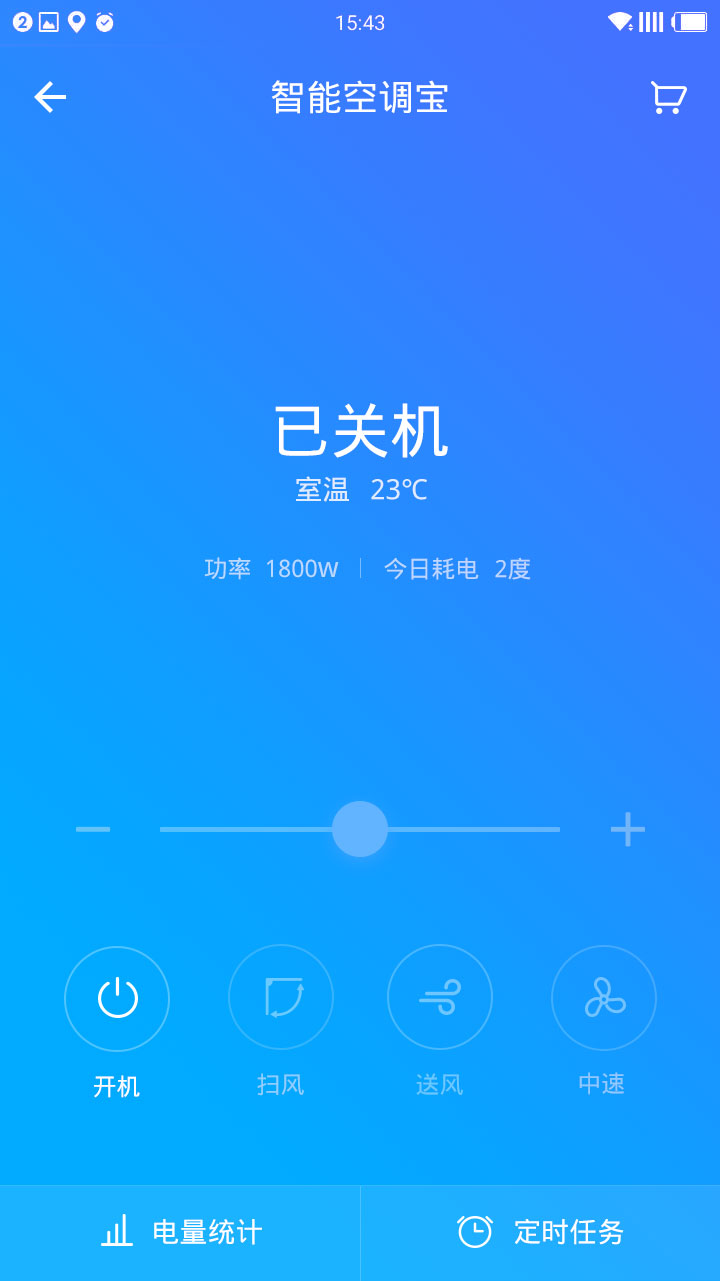 2
15:43
智能空调宝
已关机
室温 23℃
功率 1800W 今日耗电 2度
开机 扫风 送风 中速
电量统计 定时任务